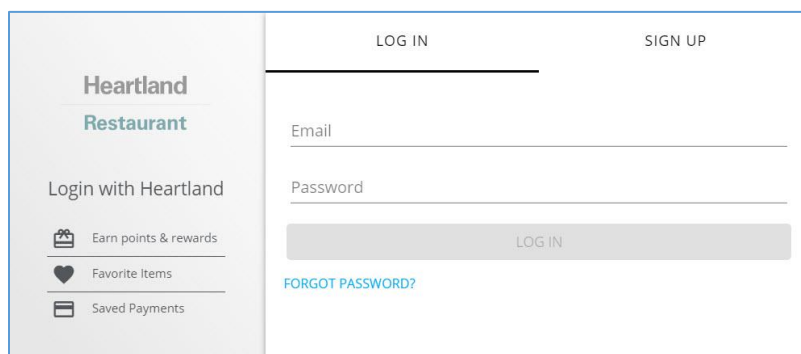 Heartland
Restaurant
Login with Heartland
Earn points & rewards
Favorite Items
Saved Payments
LOG IN
SIGN UP
Email
Password
LOG IN
FORGOT PASSWORD?